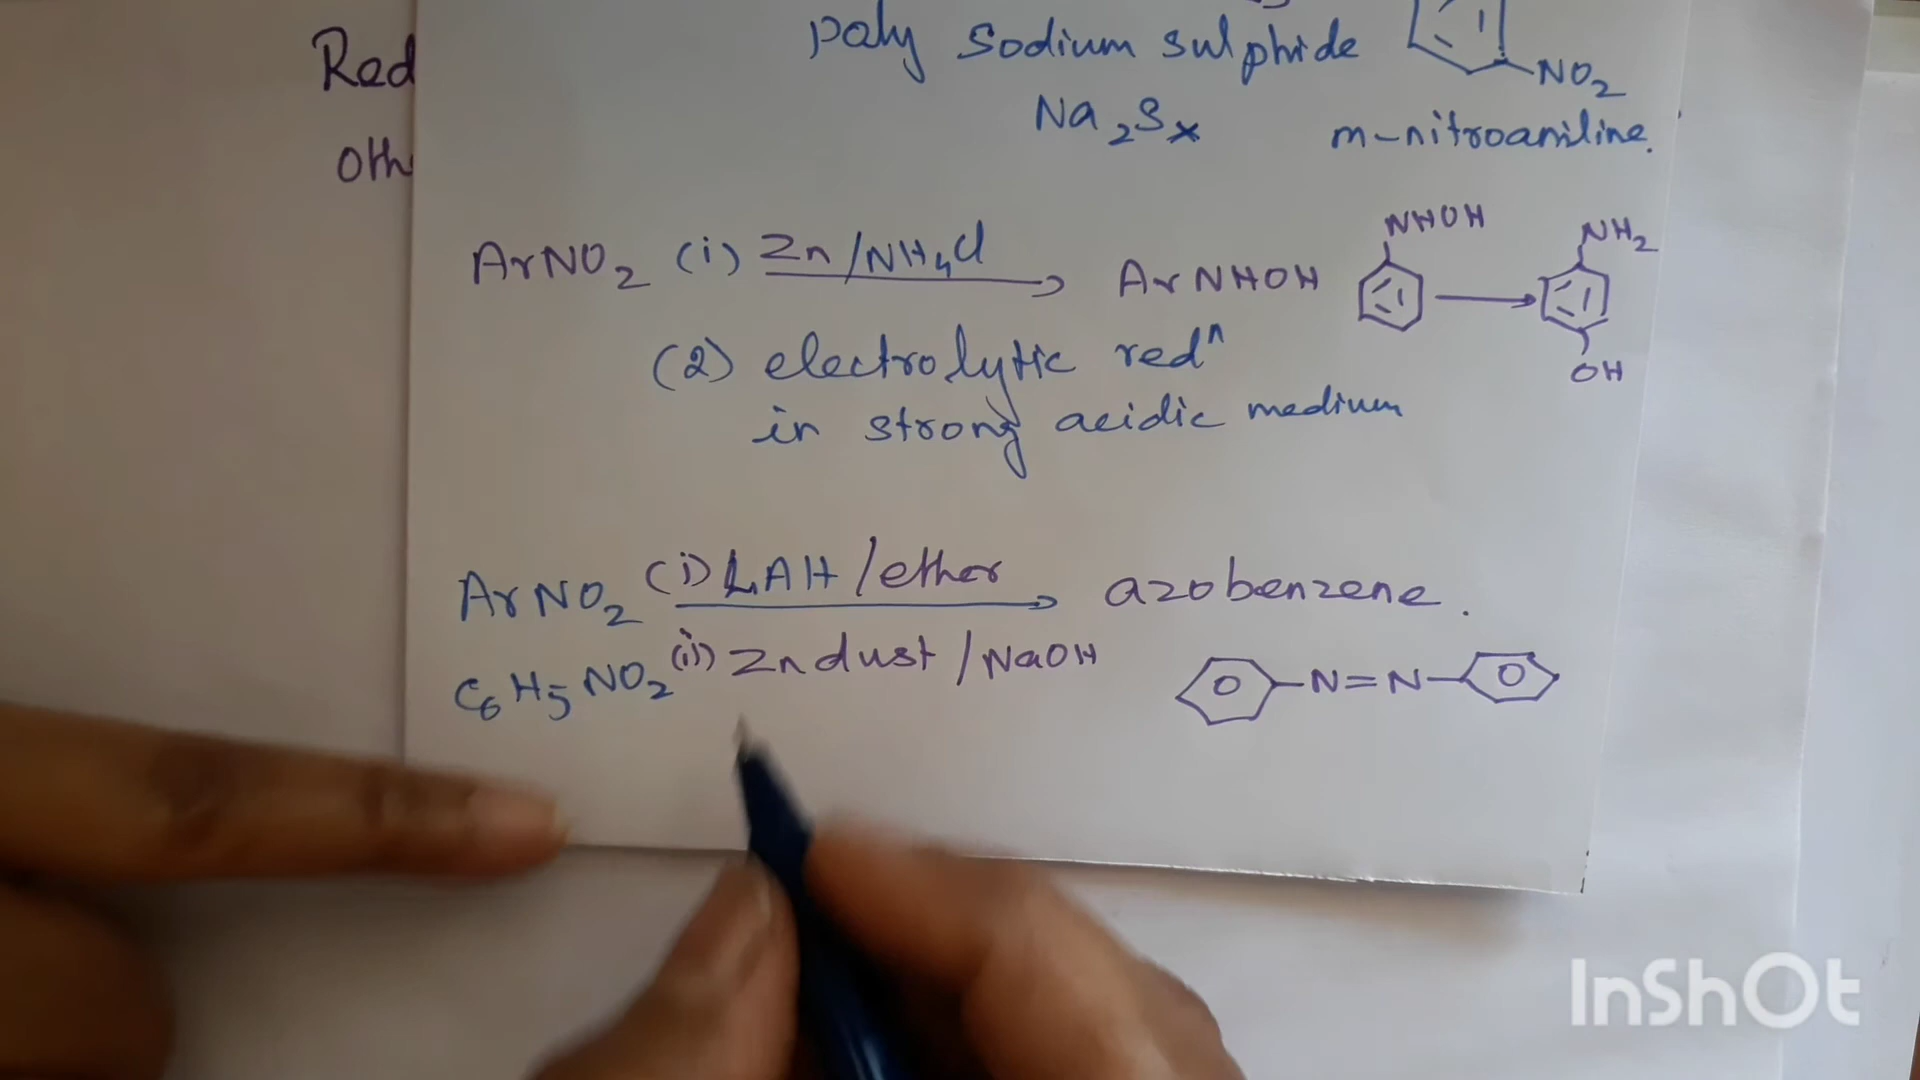 Red
oth
poly sodium sulphide
Na2Sx
NO2
m-nitroaniline.
ArNO2 (i) Zn/NH4Cl → ArNHOH
NHOH → NH2
OH
(2) electrolytic redn
in strong acidic medium
ArNO2 (i) LAH/ether → azobenzene.
C6H5NO2 (ii) Zn dust/NaOH
N=N
InShOt